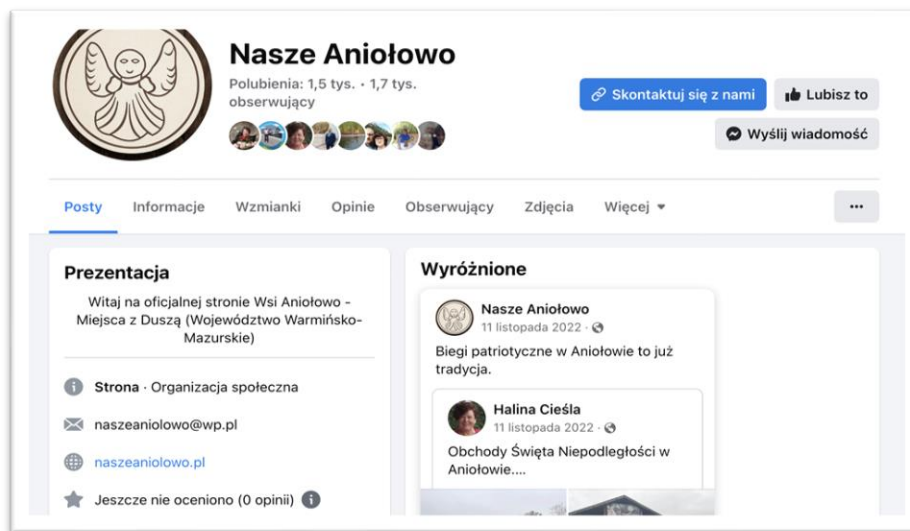 Nasze Aniołowo
Polubienia: 1,5 tys. · 1,7 tys.
obserwujący
Skontaktuj się z nami
Lubisz to
Wyślij wiadomość
Posty Informacje Wzmianki Opinie Obserwujący Zdjęcia Więcej
Prezentacja
Witaj na oficjalnej stronie Wsi Aniołowo -
Miejsca z Duszą (Województwo Warmińsko-
Mazurskie)
Strona · Organizacja społeczna
naszeaniolowo@wp.pl
naszeaniolowo.pl
Jeszcze nie oceniono (0 opinii)
Wyróżnione
Nasze Aniołowo
11 listopada 2022 ·
Biegi patriotyczne w Aniołowie to już
tradycja.
Halina Cieśla
11 listopada 2022 ·
Obchody Święta Niepodległości w
Aniołowie....